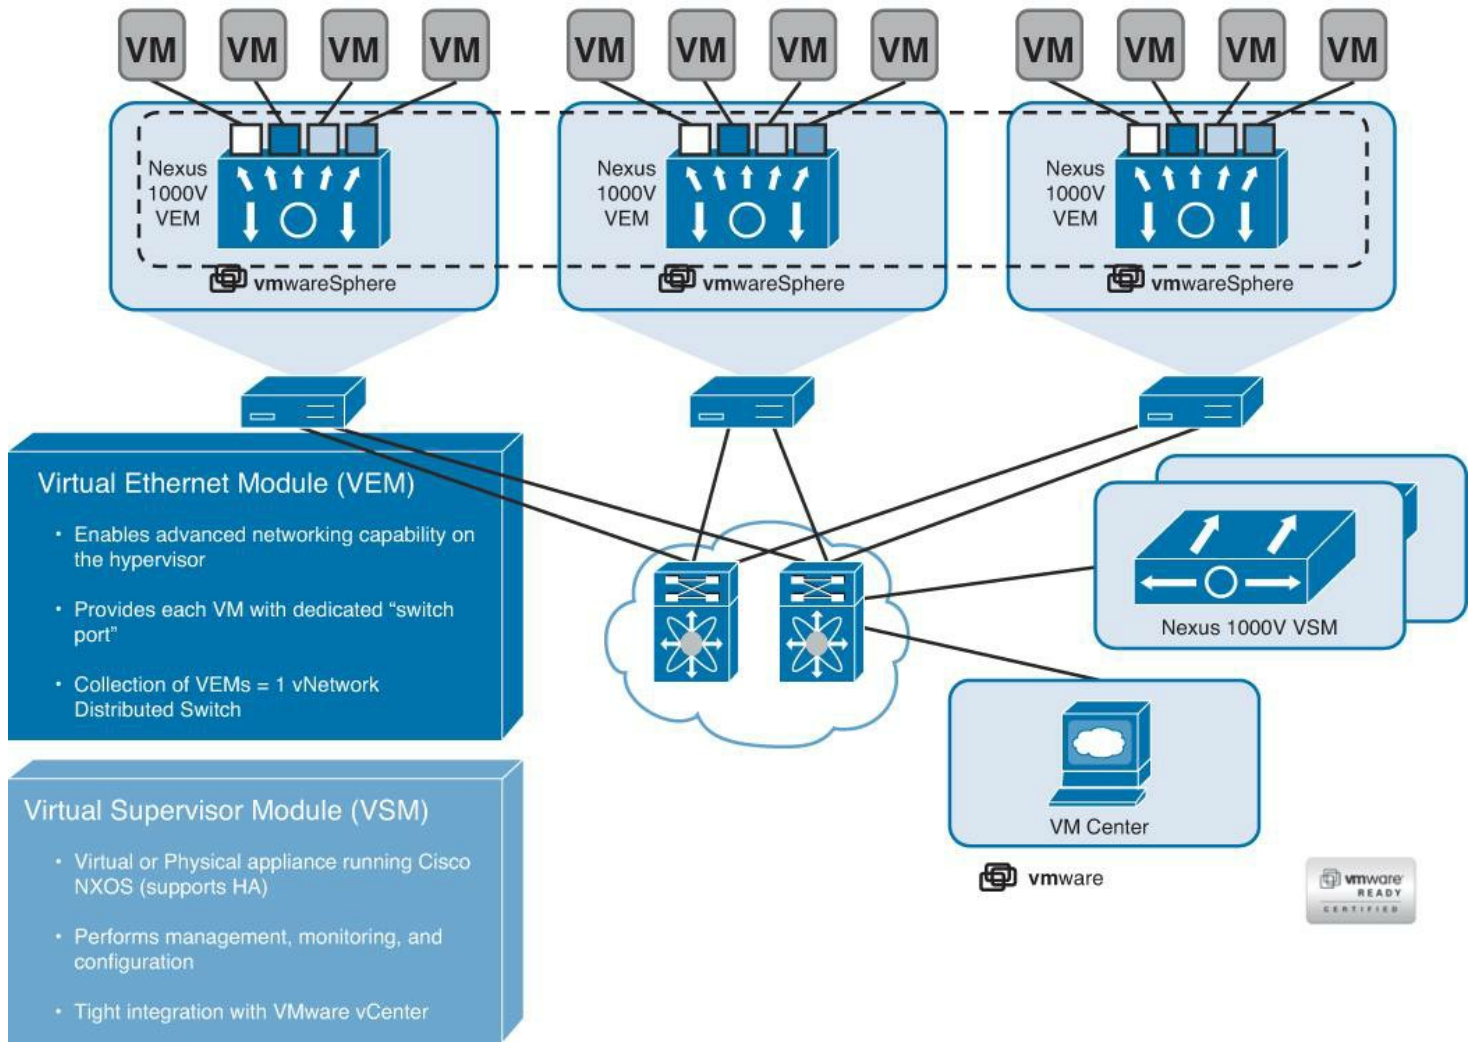 VM VM VM VM VM VM VM VM VM VM VM VM
Nexus
1000V
VEM
vmwareSphere
Nexus
1000V
VEM
vmwareSphere
Nexus
1000V
VEM
vmwareSphere
Virtual Ethernet Module (VEM)
• Enables advanced networking capability on
the hypervisor
• Provides each VM with dedicated “switch
port”
• Collection of VEMs = 1 vNetwork
Distributed Switch
Virtual Supervisor Module (VSM)
• Virtual or Physical appliance running Cisco
NXOS (supports HA)
• Performs management, monitoring, and
configuration
• Tight integration with VMware vCenter
Nexus 1000V VSM
VM Center
vmware
vmware
READY
CERTIFIED